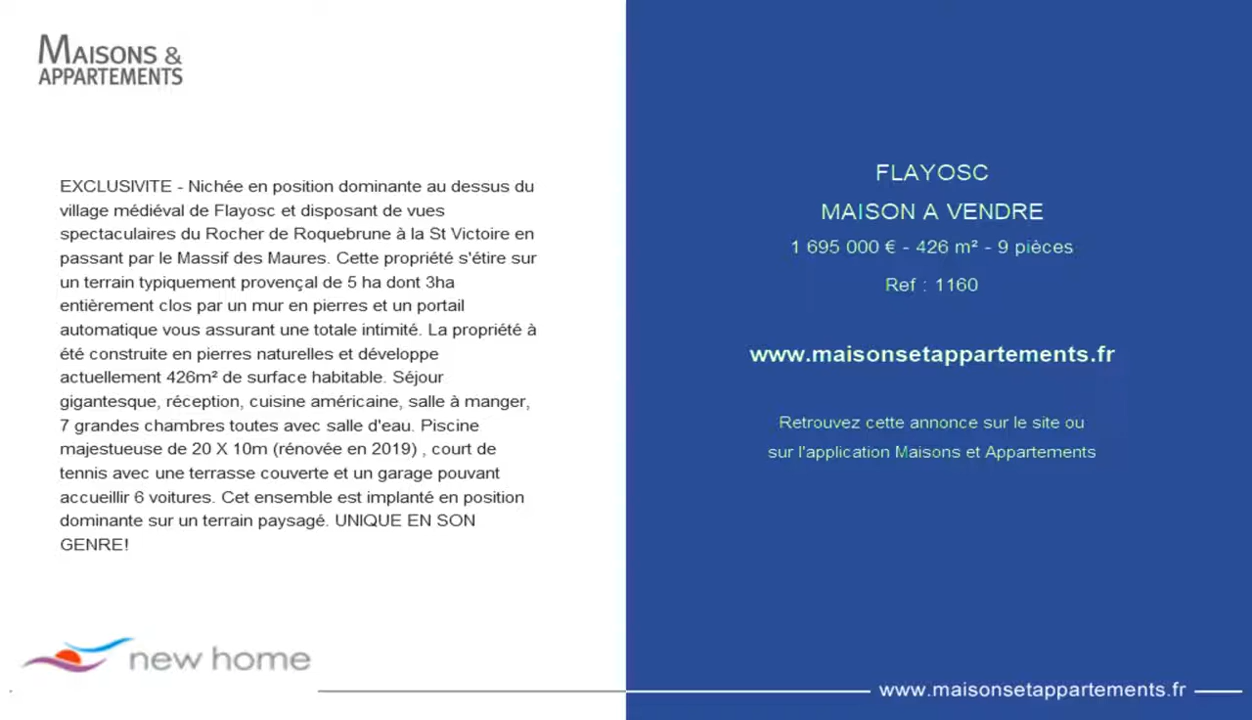 MAISONS &
APPARTEMENTS
EXCLUSIVITE - Nichée en position dominante au dessus du
village médiéval de Flayosc et disposant de vues
spectaculaires du Rocher de Roquebrune à la St Victoire en
passant par le Massif des Maures. Cette propriété s'étire sur
un terrain typiquement provençal de 5 ha dont 3ha
entièrement clos par un mur en pierres et un portail
automatique vous assurant une totale intimité. La propriété à
été construite en pierres naturelles et développe
actuellement 426m² de surface habitable. Séjour
gigantesque, réception, cuisine américaine, salle à manger,
7 grandes chambres toutes avec salle d'eau. Piscine
majestueuse de 20 X 10m (rénovée en 2019) , court de
tennis avec une terrasse couverte et un garage pouvant
accueillir 6 voitures. Cet ensemble est implanté en position
dominante sur un terrain paysagé. UNIQUE EN SON
GENRE!
new home
FLAYOSC
MAISON A VENDRE
1 695 000 € - 426 m² - 9 pièces
Ref : 1160
www.maisonsetappartements.fr
Retrouvez cette annonce sur le site ou
sur l'application Maisons et Appartements
www.maisonsetappartements.fr